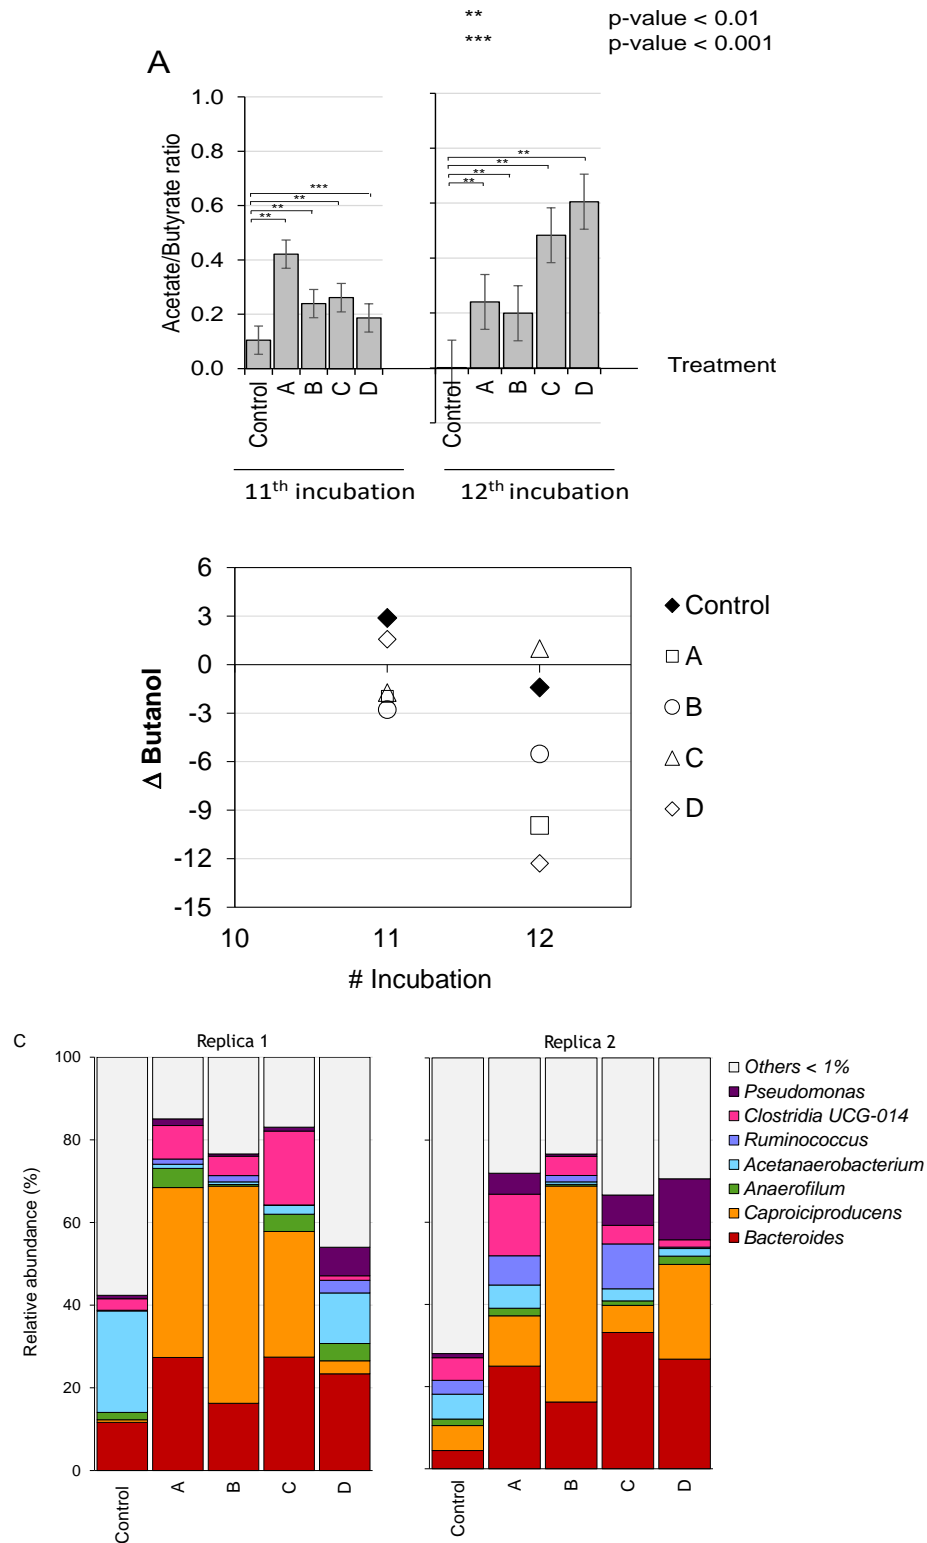 ** p-value < 0.01
*** p-value < 0.001
A
Acetate/Butyrate ratio
1.0
0.8
0.6
0.4
0.2
0.0
***
**
**
**
**
**
**
**
Control A B C D
Control A B C D
Treatment
11th incubation
12th incubation
Δ Butanol
6
3
0
-3
-6
-9
-12
-15
10 11 12
# Incubation
Control
A
B
C
D
C
Replica 1
Replica 2
Relative abundance (%)
100
80
60
40
20
0
Control A B C D
Control A B C D
Others < 1%
Pseudomonas
Clostridia UCG-014
Ruminococcus
Acetanaerobacterium
Anaerofilum
Caproiciproducens
Bacteroides